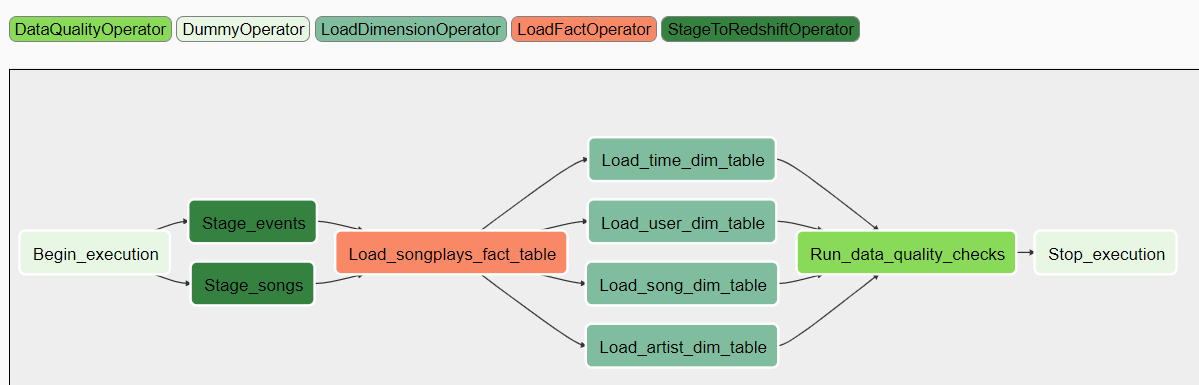 DataQualityOperator DummyOperator LoadDimensionOperator LoadFactOperator StageToRedshiftOperator
Begin_execution
Stage_events
Stage_songs
Load_songplays_fact_table
Load_time_dim_table
Load_user_dim_table
Load_song_dim_table
Load_artist_dim_table
Run_data_quality_checks
Stop_execution